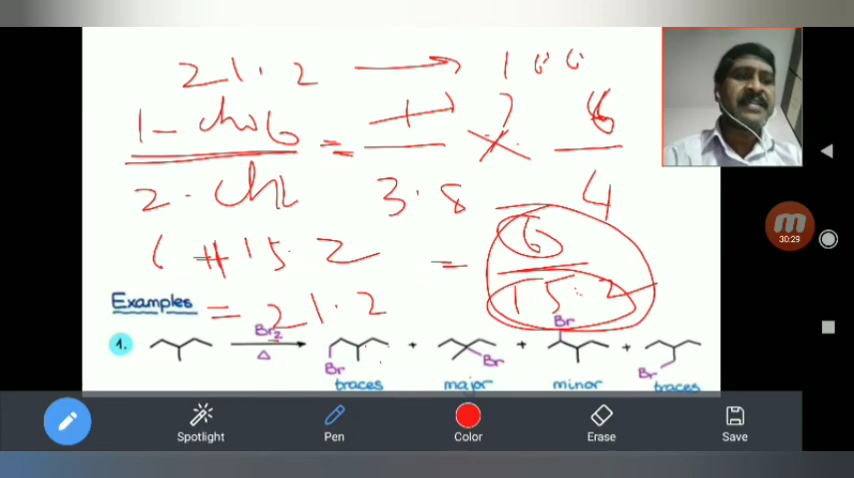 21.2 → 100
1-chlo = 1 × 6
2.chl 3.8 4
6 + 15.2 = 6
15.2
= 21.2
Examples
1. Br2 + + +
Δ
Br Br Br Br
traces major minor traces
30:29
Spotlight Pen Color Erase Save